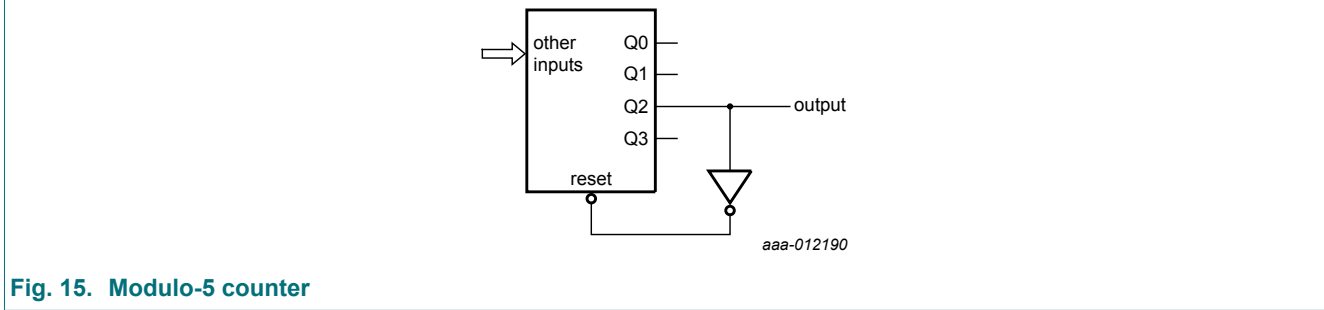 other
inputs
Q0
Q1
Q2
Q3
output
reset
aaa-012190
Fig. 15. Modulo-5 counter